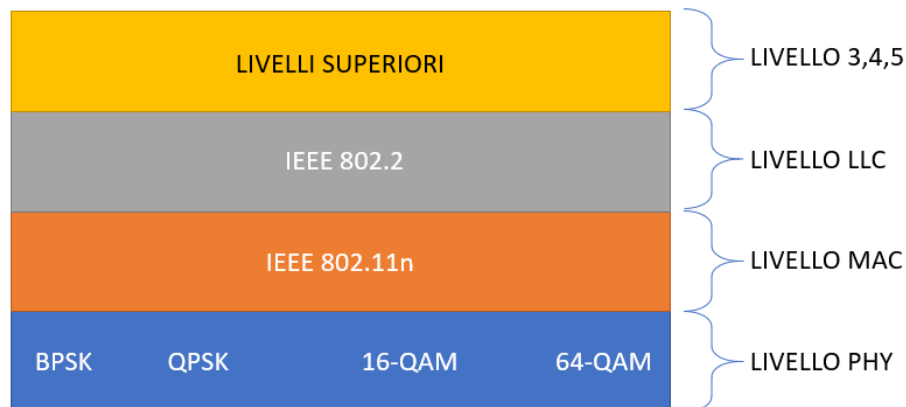 LIVELLI SUPERIORI
LIVELLO 3,4,5
IEEE 802.2
LIVELLO LLC
IEEE 802.11n
LIVELLO MAC
BPSK QPSK 16-QAM 64-QAM
LIVELLO PHY